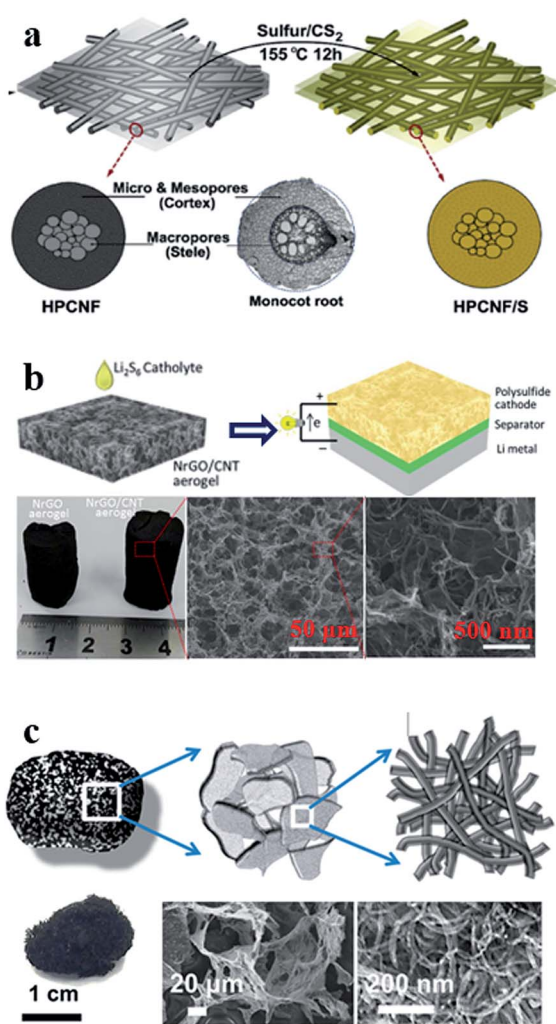 a
Sulfur/CS2
155 ºC 12h
Micro & Mesopores
(Cortex)
Macropores
(Stele)
HPCNF
Monocot root
HPCNF/S
b
Li2S6 Catholyte
NrGO/CNT
aerogel
+
e
–
Polysulfide
cathode
Separator
Li metal
NrGO
aerogel
NrGO/CNT
aerogel
1 2 3 4
50 μm
500 nm
c
1 cm
20 μm
200 nm